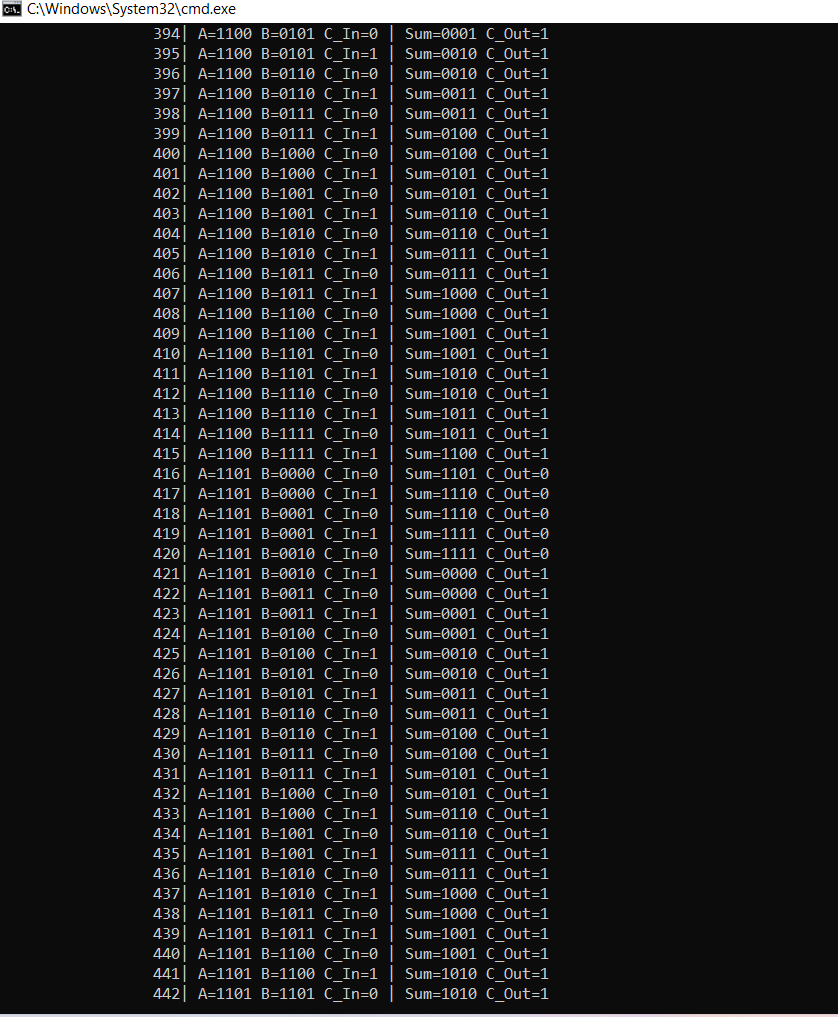 C:\Windows\System32\cmd.exe
394| A=1100 B=0101 C_In=0 | Sum=0001 C_Out=1
395| A=1100 B=0101 C_In=1 | Sum=0010 C_Out=1
396| A=1100 B=0110 C_In=0 | Sum=0010 C_Out=1
397| A=1100 B=0110 C_In=1 | Sum=0011 C_Out=1
398| A=1100 B=0111 C_In=0 | Sum=0011 C_Out=1
399| A=1100 B=0111 C_In=1 | Sum=0100 C_Out=1
400| A=1100 B=1000 C_In=0 | Sum=0100 C_Out=1
401| A=1100 B=1000 C_In=1 | Sum=0101 C_Out=1
402| A=1100 B=1001 C_In=0 | Sum=0101 C_Out=1
403| A=1100 B=1001 C_In=1 | Sum=0110 C_Out=1
404| A=1100 B=1010 C_In=0 | Sum=0110 C_Out=1
405| A=1100 B=1010 C_In=1 | Sum=0111 C_Out=1
406| A=1100 B=1011 C_In=0 | Sum=0111 C_Out=1
407| A=1100 B=1011 C_In=1 | Sum=1000 C_Out=1
408| A=1100 B=1100 C_In=0 | Sum=1000 C_Out=1
409| A=1100 B=1100 C_In=1 | Sum=1001 C_Out=1
410| A=1100 B=1101 C_In=0 | Sum=1001 C_Out=1
411| A=1100 B=1101 C_In=1 | Sum=1010 C_Out=1
412| A=1100 B=1110 C_In=0 | Sum=1010 C_Out=1
413| A=1100 B=1110 C_In=1 | Sum=1011 C_Out=1
414| A=1100 B=1111 C_In=0 | Sum=1011 C_Out=1
415| A=1100 B=1111 C_In=1 | Sum=1100 C_Out=1
416| A=1101 B=0000 C_In=0 | Sum=1101 C_Out=0
417| A=1101 B=0000 C_In=1 | Sum=1110 C_Out=0
418| A=1101 B=0001 C_In=0 | Sum=1110 C_Out=0
419| A=1101 B=0001 C_In=1 | Sum=1111 C_Out=0
420| A=1101 B=0010 C_In=0 | Sum=1111 C_Out=0
421| A=1101 B=0010 C_In=1 | Sum=0000 C_Out=1
422| A=1101 B=0011 C_In=0 | Sum=0000 C_Out=1
423| A=1101 B=0011 C_In=1 | Sum=0001 C_Out=1
424| A=1101 B=0100 C_In=0 | Sum=0001 C_Out=1
425| A=1101 B=0100 C_In=1 | Sum=0010 C_Out=1
426| A=1101 B=0101 C_In=0 | Sum=0010 C_Out=1
427| A=1101 B=0101 C_In=1 | Sum=0011 C_Out=1
428| A=1101 B=0110 C_In=0 | Sum=0011 C_Out=1
429| A=1101 B=0110 C_In=1 | Sum=0100 C_Out=1
430| A=1101 B=0111 C_In=0 | Sum=0100 C_Out=1
431| A=1101 B=0111 C_In=1 | Sum=0101 C_Out=1
432| A=1101 B=1000 C_In=0 | Sum=0101 C_Out=1
433| A=1101 B=1000 C_In=1 | Sum=0110 C_Out=1
434| A=1101 B=1001 C_In=0 | Sum=0110 C_Out=1
435| A=1101 B=1001 C_In=1 | Sum=0111 C_Out=1
436| A=1101 B=1010 C_In=0 | Sum=0111 C_Out=1
437| A=1101 B=1010 C_In=1 | Sum=1000 C_Out=1
438| A=1101 B=1011 C_In=0 | Sum=1000 C_Out=1
439| A=1101 B=1011 C_In=1 | Sum=1001 C_Out=1
440| A=1101 B=1100 C_In=0 | Sum=1001 C_Out=1
441| A=1101 B=1100 C_In=1 | Sum=1010 C_Out=1
442| A=1101 B=1101 C_In=0 | Sum=1010 C_Out=1